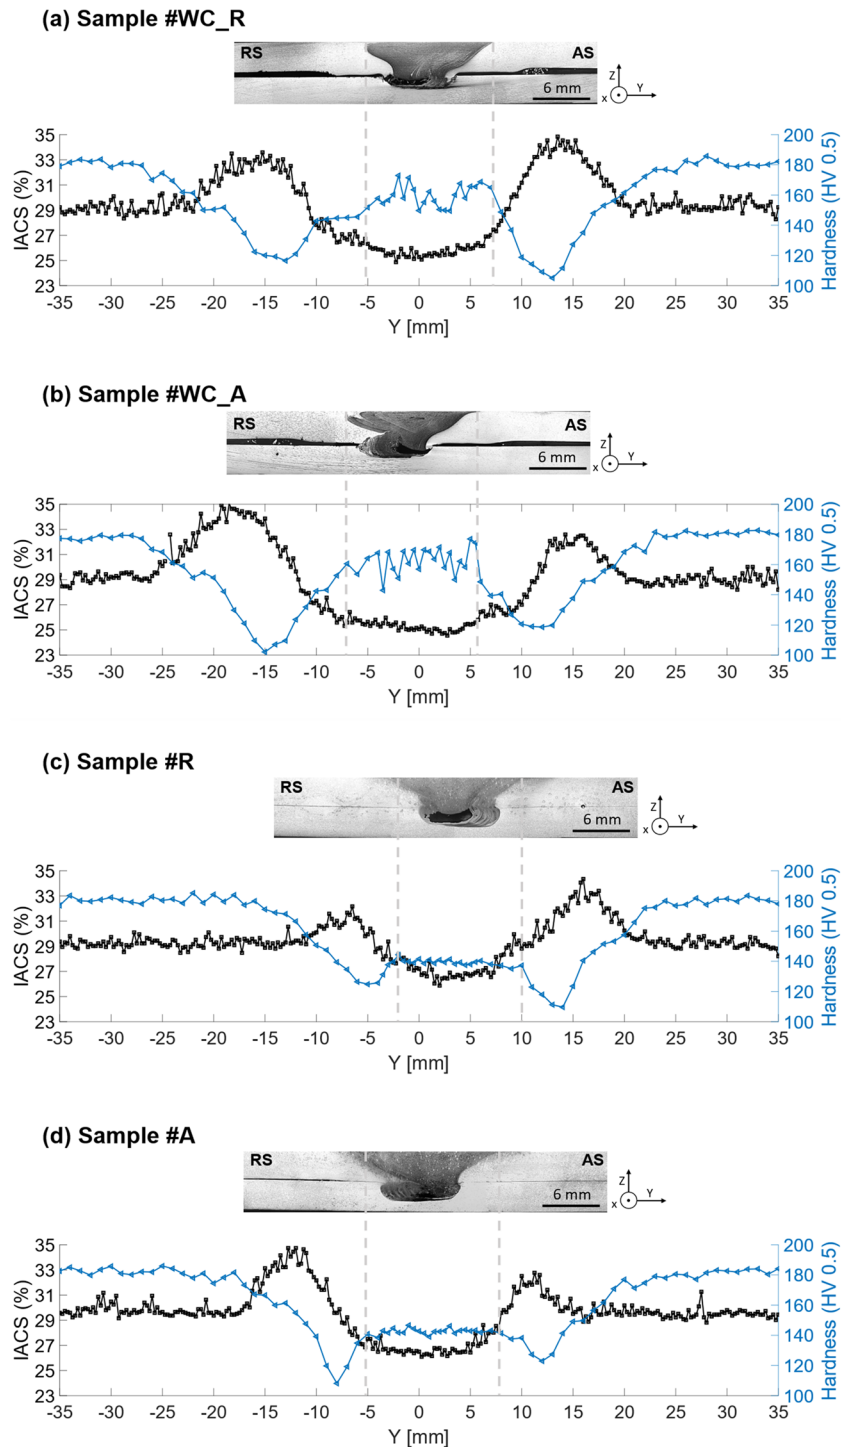 (a) Sample #WC_R
RS AS
6 mm
Z
Y
x
35 33 31 29 27 25 23
IACS (%)
200 180 160 140 120 100
Hardness (HV 0.5)
-35 -30 -25 -20 -15 -10 -5 0 5 10 15 20 25 30 35
Y [mm]
(b) Sample #WC_A
RS AS
6 mm
Z
Y
x
35 33 31 29 27 25 23
IACS (%)
200 180 160 140 120 100
Hardness (HV 0.5)
-35 -30 -25 -20 -15 -10 -5 0 5 10 15 20 25 30 35
Y [mm]
(c) Sample #R
RS AS
6 mm
Z
Y
x
35 33 31 29 27 25 23
IACS (%)
200 180 160 140 120 100
Hardness (HV 0.5)
-35 -30 -25 -20 -15 -10 -5 0 5 10 15 20 25 30 35
Y [mm]
(d) Sample #A
RS AS
6 mm
Z
Y
x
35 33 31 29 27 25 23
IACS (%)
200 180 160 140 120 100
Hardness (HV 0.5)
-35 -30 -25 -20 -15 -10 -5 0 5 10 15 20 25 30 35
Y [mm]